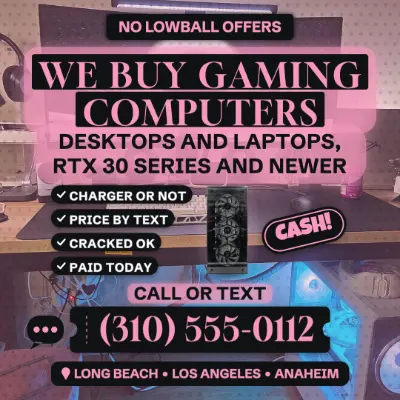 NO LOWBALL OFFERS
WE BUY GAMING
COMPUTERS
DESKTOPS AND LAPTOPS,
RTX 30 SERIES AND NEWER
CHARGER OR NOT
PRICE BY TEXT
CRACKED OK
PAID TODAY
CASH!
CALL OR TEXT
(310) 555-0112
LONG BEACH • LOS ANGELES • ANAHEIM